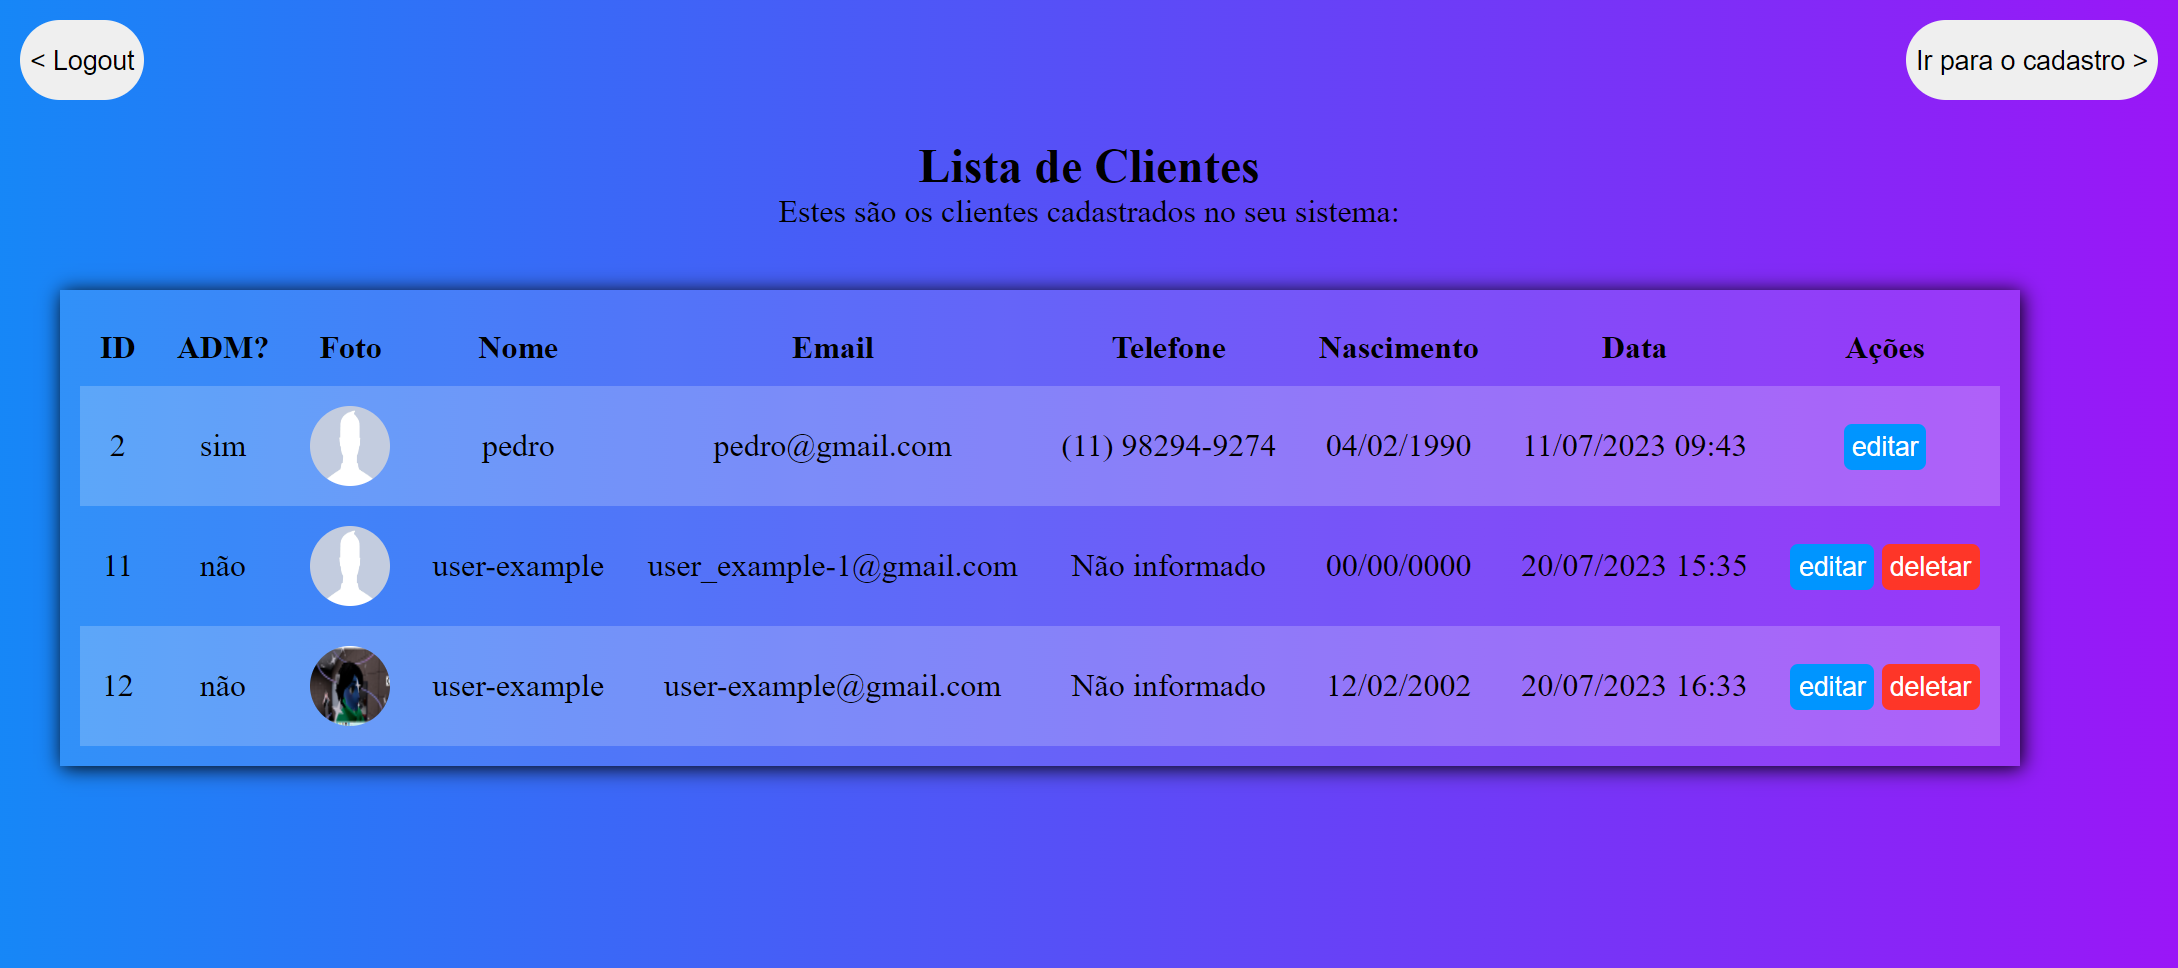 < Logout
Ir para o cadastro >
Lista de Clientes
Estes são os clientes cadastrados no seu sistema:
ID ADM? Foto Nome Email Telefone Nascimento Data Ações
2 sim pedro pedro@gmail.com (11) 98294-9274 04/02/1990 11/07/2023 09:43 editar
11 não user-example user_example-1@gmail.com Não informado 00/00/0000 20/07/2023 15:35 editar deletar
12 não user-example user-example@gmail.com Não informado 12/02/2002 20/07/2023 16:33 editar deletar